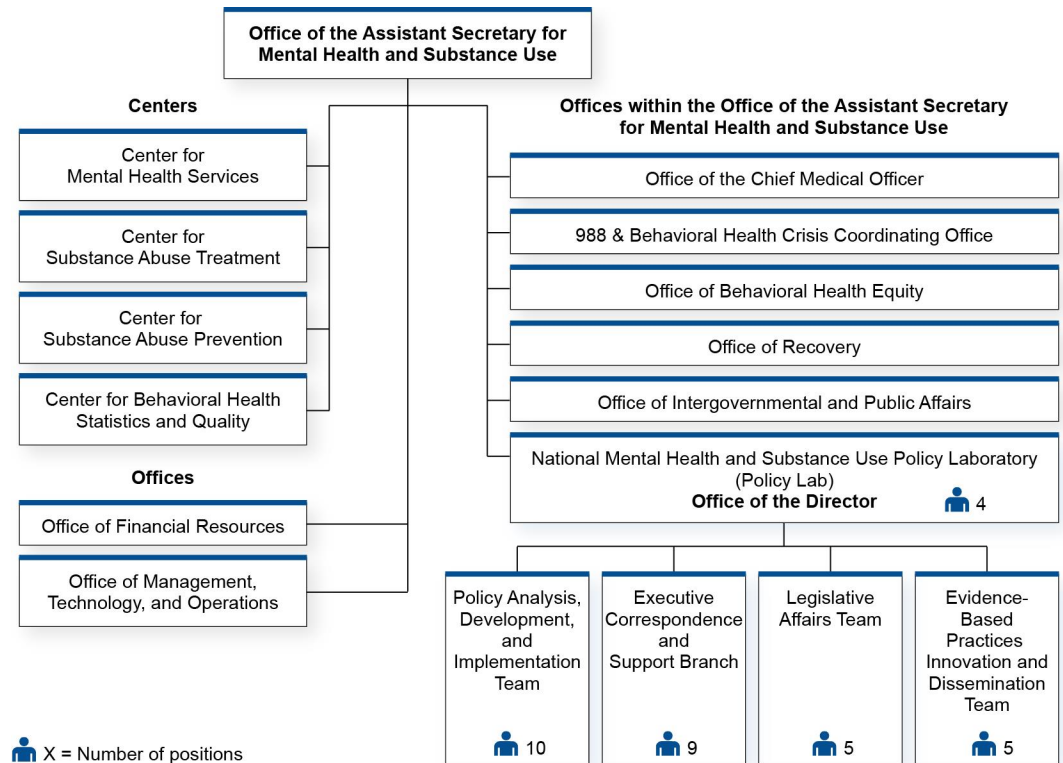 Office of the Assistant Secretary for
Mental Health and Substance Use
Centers
Center for
Mental Health Services
Center for
Substance Abuse Treatment
Center for
Substance Abuse Prevention
Center for Behavioral Health
Statistics and Quality
Offices
Office of Financial Resources
Office of Management,
Technology, and Operations
Offices within the Office of the Assistant Secretary
for Mental Health and Substance Use
Office of the Chief Medical Officer
988 & Behavioral Health Crisis Coordinating Office
Office of Behavioral Health Equity
Office of Recovery
Office of Intergovernmental and Public Affairs
National Mental Health and Substance Use Policy Laboratory
(Policy Lab)
Office of the Director 4
Policy Analysis,
Development,
and
Implementation
Team
10
Executive
Correspondence
and
Support Branch
9
Legislative
Affairs Team
5
Evidence-
Based
Practices
Innovation and
Dissemination
Team
5
X = Number of positions